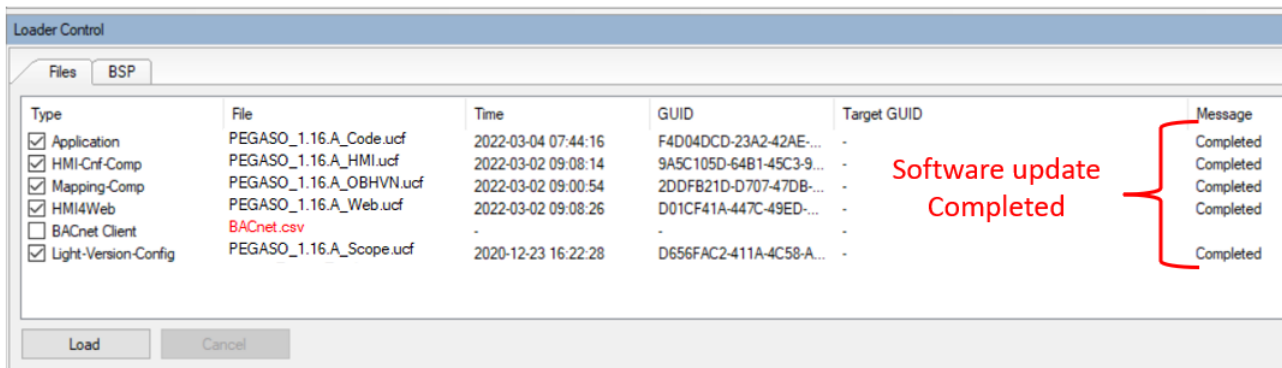 Loader Control
Files BSP
Type File Time GUID Target GUID Message
Application PEGASO_1.16.A_Code.ucf 2022-03-04 07:44:16 F4D04DCD-23A2-42AE-... - Completed
HMI-Cnf-Comp PEGASO_1.16.A_HMI.ucf 2022-03-02 09:08:14 9A5C105D-64B1-45C3-9... - Completed
Mapping-Comp PEGASO_1.16.A_OBHVN.ucf 2022-03-02 09:00:54 2DDFB21D-D707-47DB-... - Completed
HMI4Web PEGASO_1.16.A_Web.ucf 2022-03-02 09:08:26 D01CF41A-447C-49ED-... - Completed
BACnet Client BACnet.csv - - -
Light-Version-Config PEGASO_1.16.A_Scope.ucf 2020-12-23 16:22:28 D656FAC2-411A-4C58-A... - Completed
Software update
Completed
Load Cancel